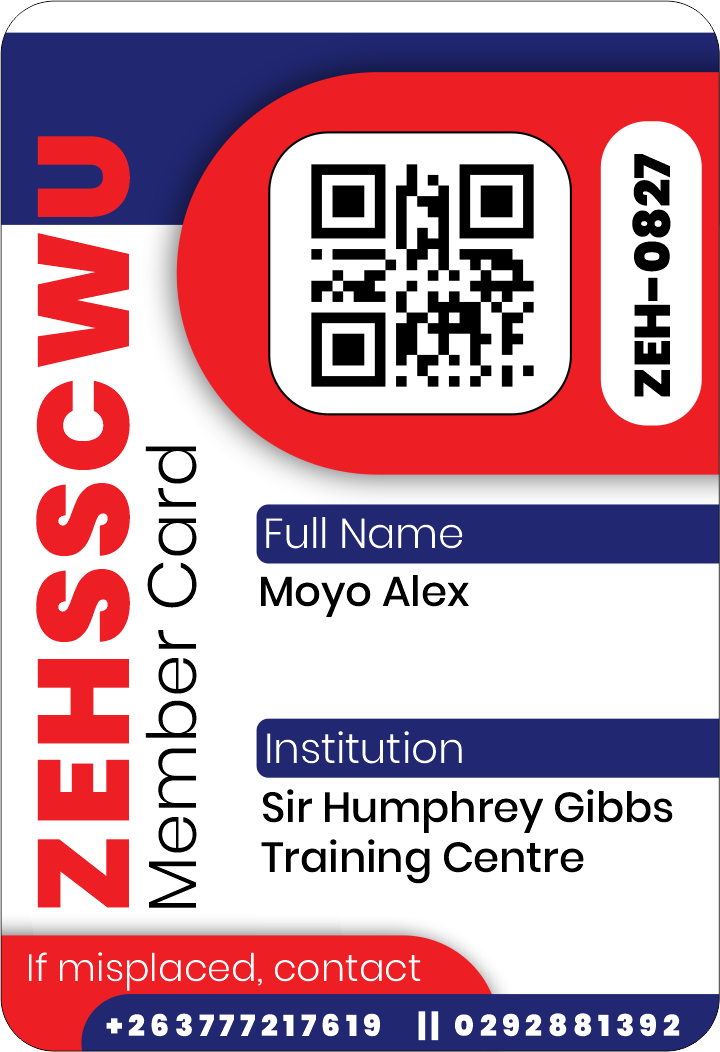 ZEHSSCWU
Member Card
ZEH-0827
Full Name
Moyo Alex
Institution
Sir Humphrey Gibbs
Training Centre
If misplaced, contact
+263777217619 || 0292881392